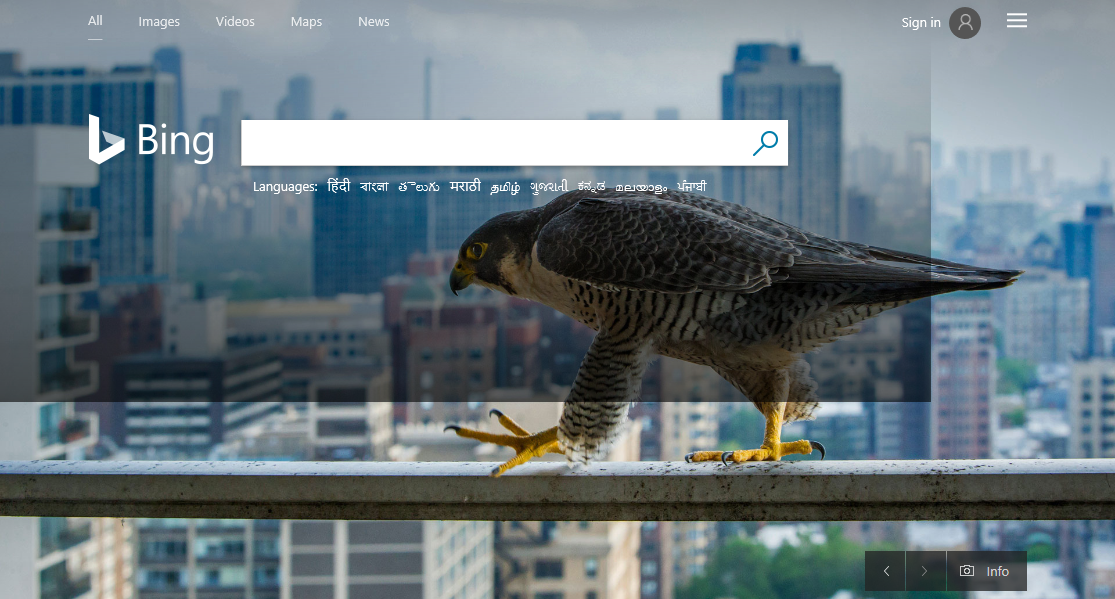 All Images Videos Maps News Sign in
Bing
Languages: हिंदी বাংলা తెలుగు मराठी தமிழ் ગુજરાતી ಕನ್ನಡ മലയാളം ਪੰਜਾਬੀ
Info